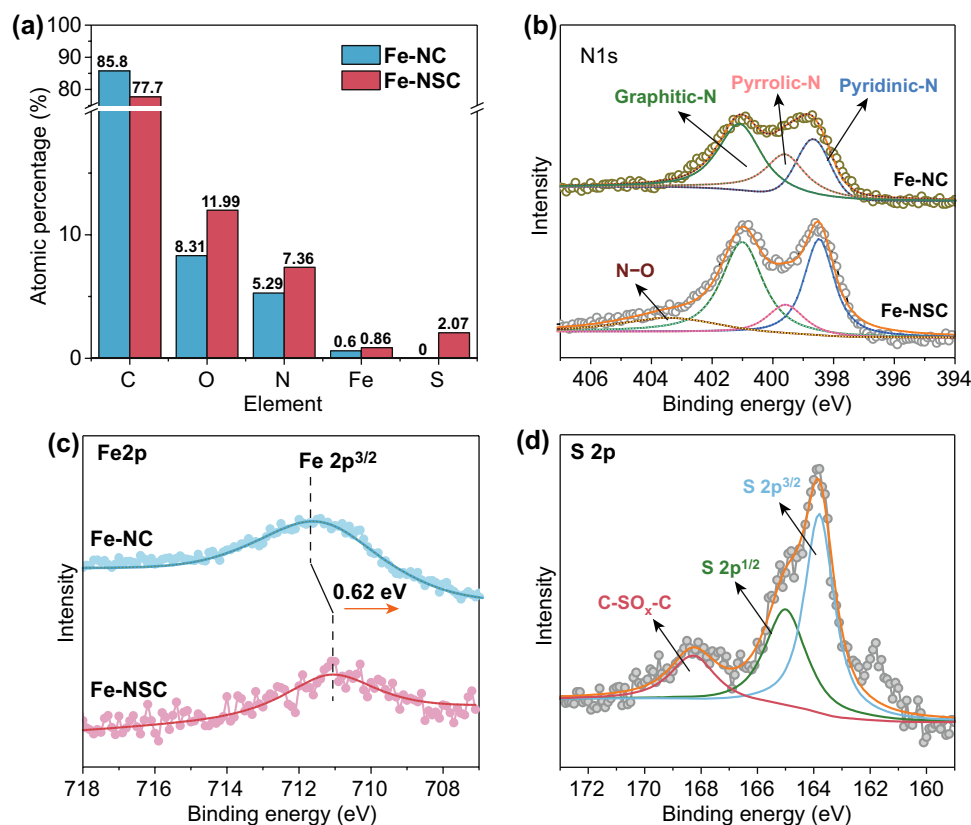 (a)
100
90
80
10
0
Atomic percentage (%)
Fe-NC
Fe-NSC
85.8
77.7
8.31
11.99
5.29
7.36
0.6 0.86
0
2.07
C O N Fe S
Element
(b)
N1s
Graphitic-N
Pyrrolic-N
Pyridinic-N
Fe-NC
N−O
Fe-NSC
Intensity
406 404 402 400 398 396 394
Binding energy (eV)
(c)
Fe2p
Fe 2p3/2
Fe-NC
0.62 eV
Fe-NSC
Intensity
718 716 714 712 710 708
Binding energy (eV)
(d)
S 2p
S 2p3/2
S 2p1/2
C-SOx-C
Intensity
172 170 168 166 164 162 160
Binding energy (eV)